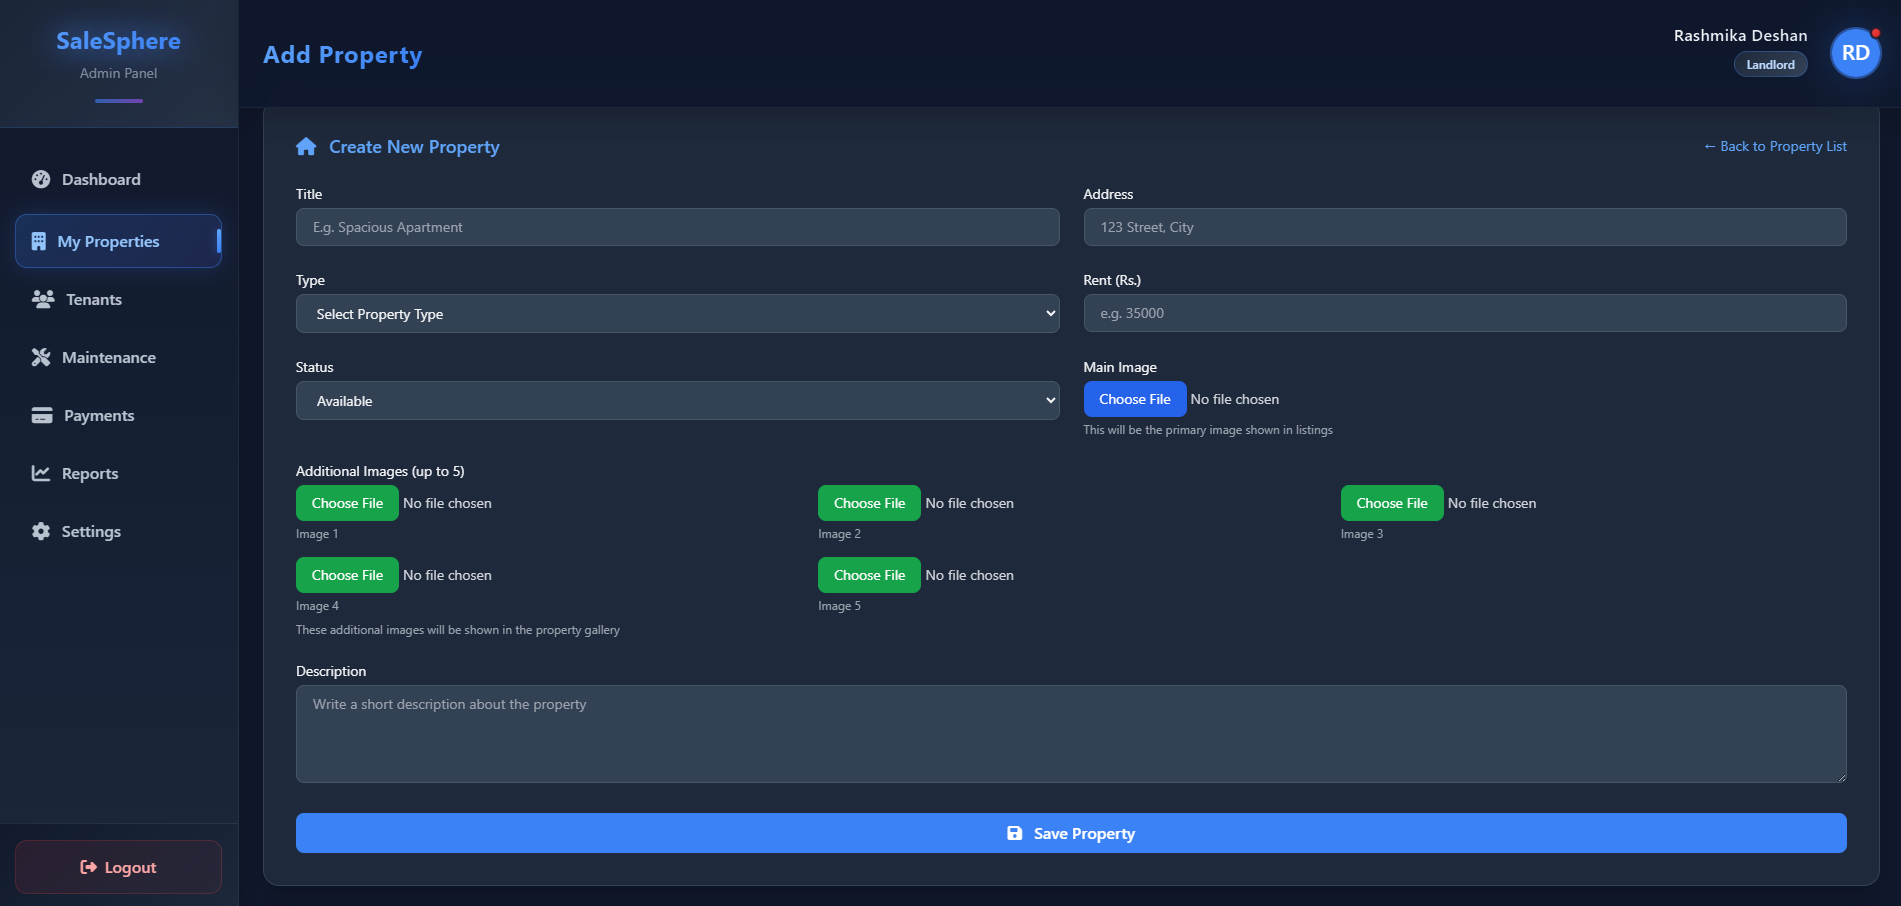 SaleSphere
Admin Panel
Dashboard
My Properties
Tenants
Maintenance
Payments
Reports
Settings
Logout
Add Property
Rashmika Deshan
Landlord
RD
Create New Property
← Back to Property List
Title
E.g. Spacious Apartment
Address
123 Street, City
Type
Select Property Type
Rent (Rs.)
e.g. 35000
Status
Available
Main Image
Choose File No file chosen
This will be the primary image shown in listings
Additional Images (up to 5)
Choose File No file chosen
Image 1
Choose File No file chosen
Image 2
Choose File No file chosen
Image 3
Choose File No file chosen
Image 4
Choose File No file chosen
Image 5
These additional images will be shown in the property gallery
Description
Write a short description about the property
Save Property